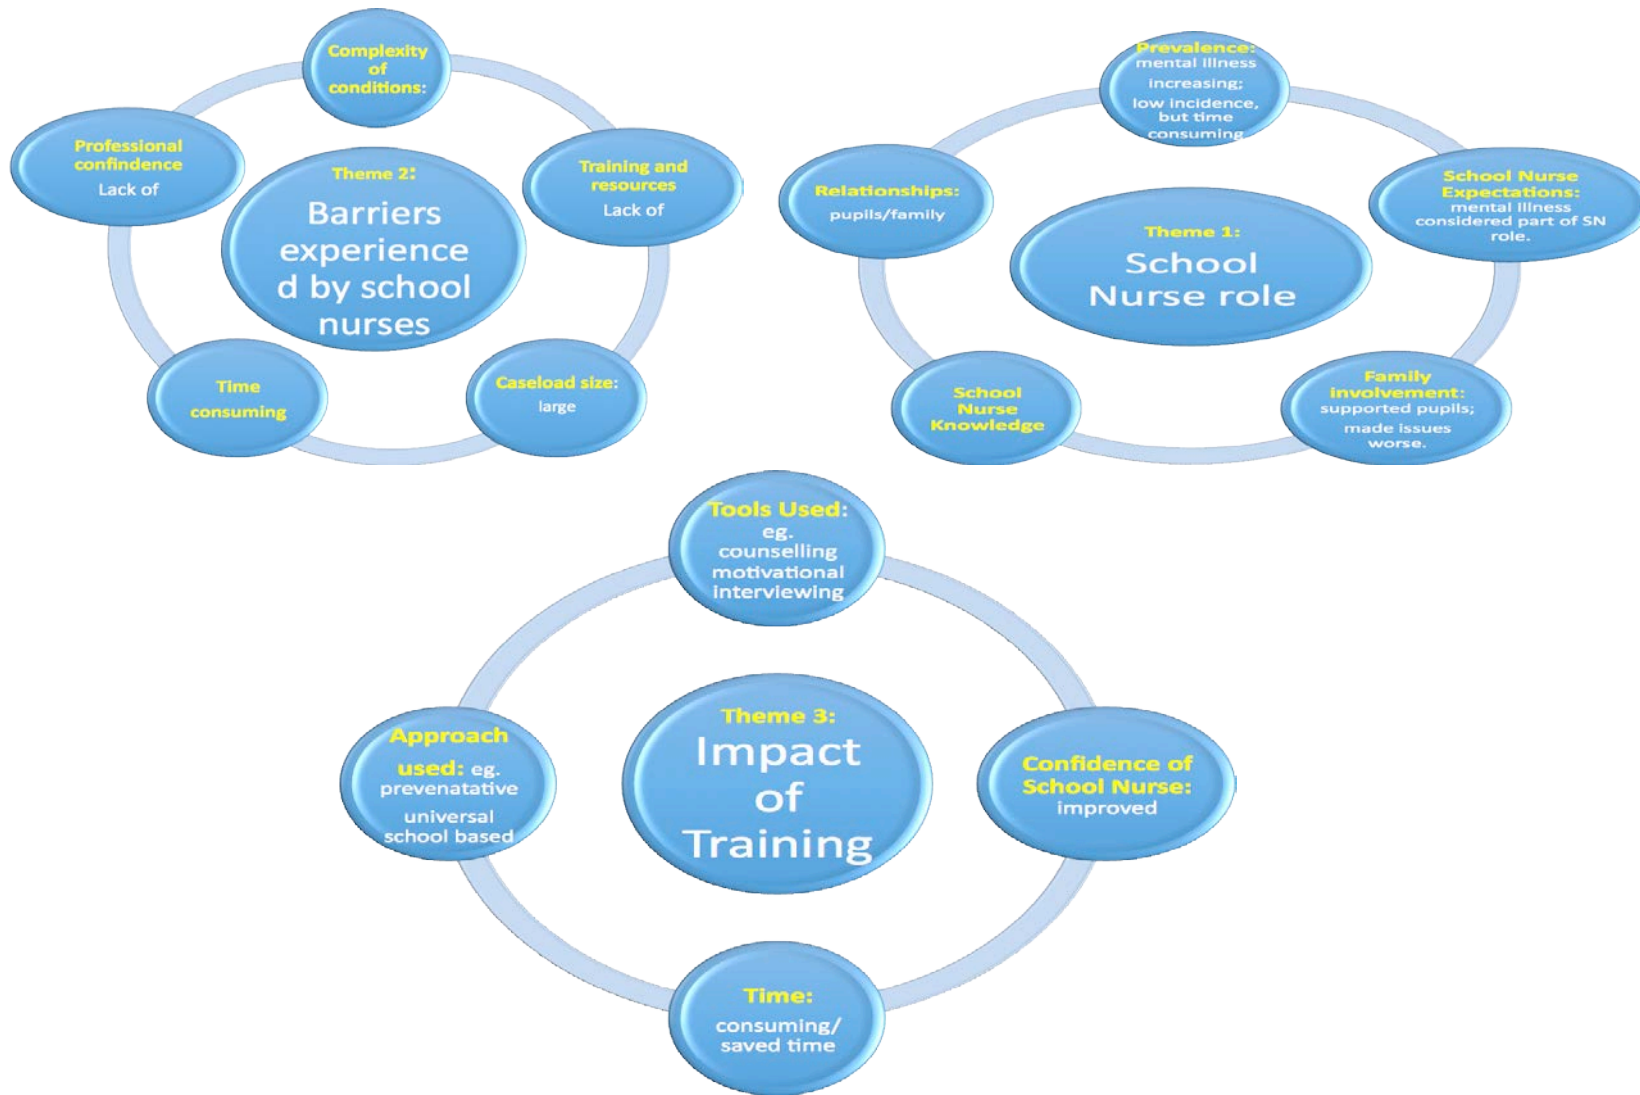 Complexity
of
conditions:
Professional
confindence
Lack of
Theme 2:
Barriers
experience
d by school
nurses
Training and
resources
Lack of
Time
consuming
Caseload size:
large
Prevalence:
mental illness
increasing;
low incidence,
but time
consuming
Relationships:
pupils/family
Theme 1:
School
Nurse role
School Nurse
Expectations:
mental illness
considered part of SN
role.
School
Nurse
Knowledge
Family
involvement:
supported pupils;
made issues
worse.
Tools Used:
eg.
counselling
motivational
interviewing
Approach
used: eg.
prevenatative
universal
school based
Theme 3:
Impact
of
Training
Confidence of
School Nurse:
improved
Time:
consuming/
saved time